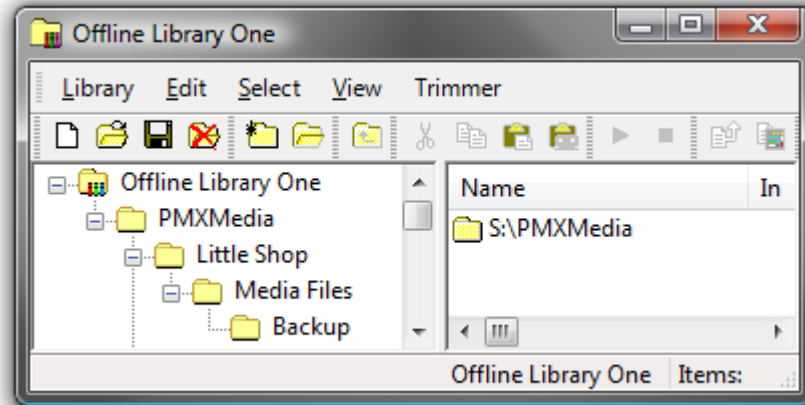 Offline Library One
Library Edit Select View Trimmer
Offline Library One
PMXMedia
Little Shop
Media Files
Backup
Name In
S:\PMXMedia
Offline Library One Items: